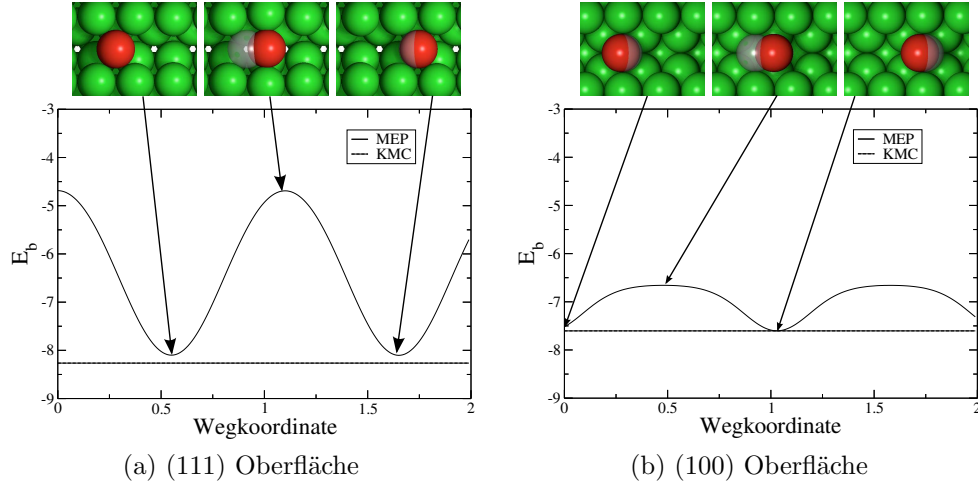 -3
-4
-5
-6
-7
-8
-9
E_b
MEP
KMC
0
0.5
1
1.5
2
Wegkoordinate
(a) (111) Oberfläche
-3
-4
-5
-6
-7
-8
-9
E_b
MEP
KMC
0
0.5
1
1.5
2
Wegkoordinate
(b) (100) Oberfläche